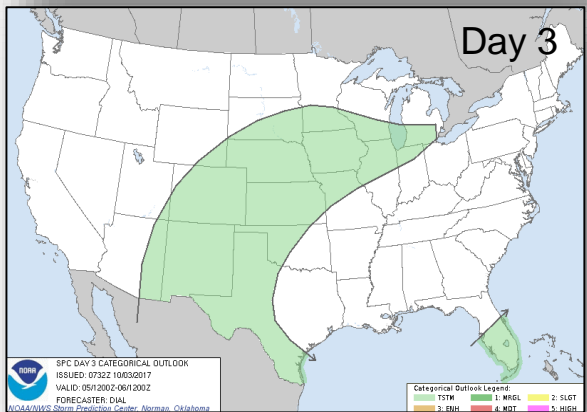 Day 3
NOAA
SPC DAY 3 CATEGORICAL OUTLOOK
ISSUED: 0732Z 10/03/2017
VALID: 05/1200Z-06/1200Z
FORECASTER: DIAL
NOAA/NWS Storm Prediction Center, Norman, Oklahoma
Categorical Outlook Legend:
TSTM 1: MRGL 2: SLGT
3: ENH 4: MDT 5: HIGH